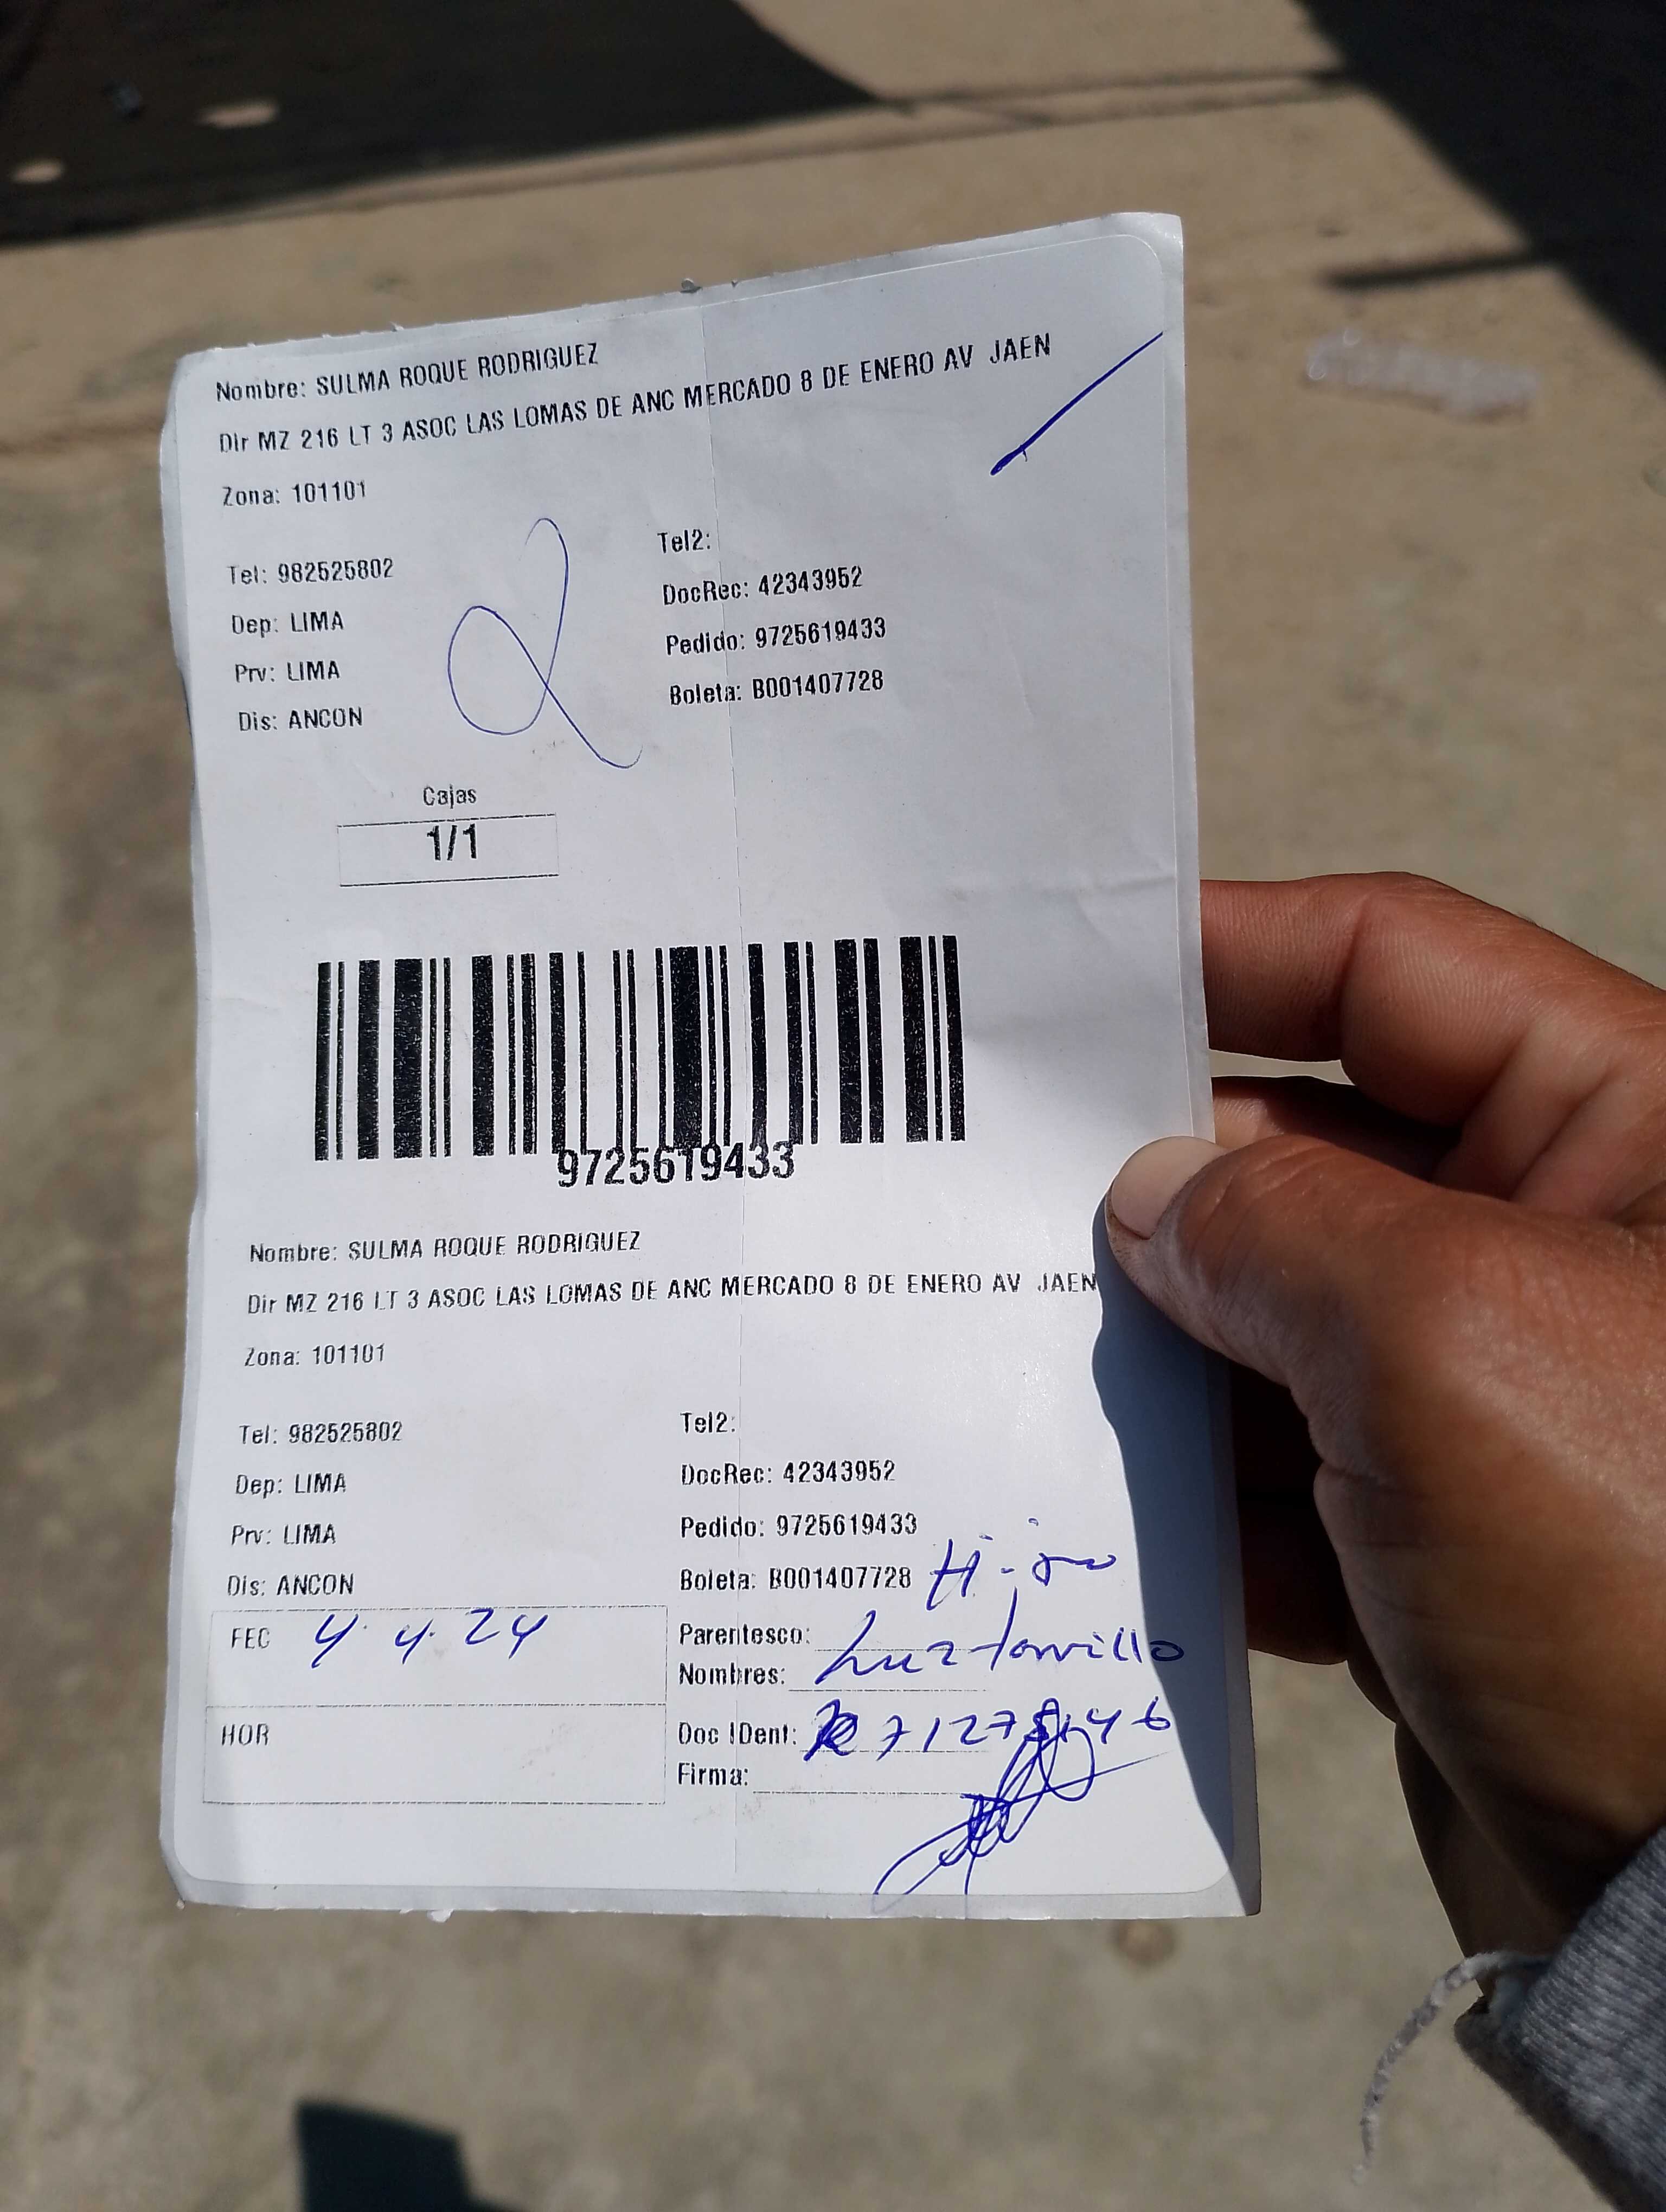 Nombre: SULMA ROQUE RODRIGUEZ
Dir MZ 216 LT 3 ASOC LAS LOMAS DE ANC MERCADO 8 DE ENERO AV JAEN
Zona: 101101
Tel2:
Tel: 982525802
DocRec: 42343952
Dep: LIMA
Pedido: 9725619433
Prv: LIMA
Boleta: B001407728
Dis: ANCON
Cajas
1/1
9725619433
Nombre: SULMA ROQUE RODRIGUEZ
Dir MZ 216 LT 3 ASOC LAS LOMAS DE ANC MERCADO 8 DE ENERO AV JAEN
Zona: 101101
Tel: 982525802
Tel2:
Dep: LIMA
DocRec: 42343952
Prv: LIMA
Pedido: 9725619433
Dis: ANCON
Boleta: B001407728
FEC 4.4.24
Parentesco:
Nombres: Luz
HOR
Doc IDent:
Firma: